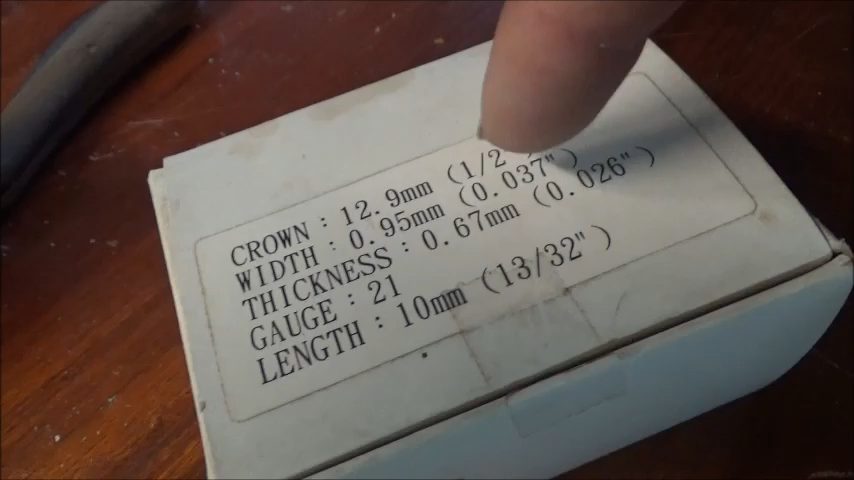 CROWN : 12.9mm (1/2
WIDTH : 0.95mm (0.037")
THICKNESS : 0.67mm (0.026")
GAUGE : 21
LENGTH : 10mm (13/32")